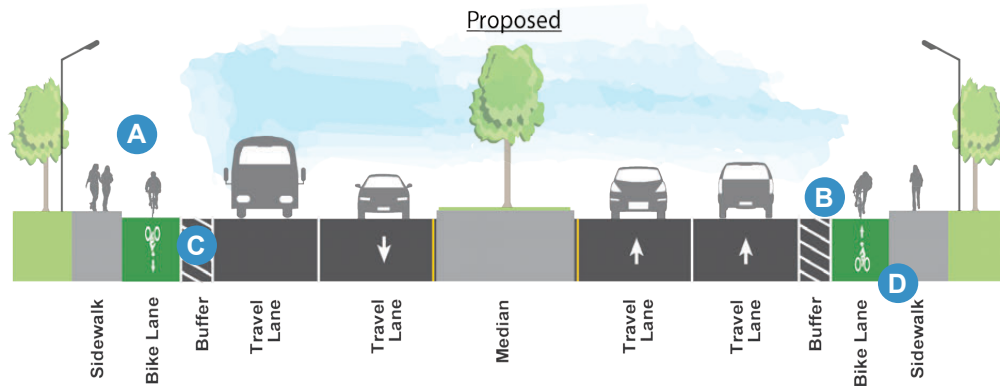 Proposed
A
B
C
D
Sidewalk
Bike Lane
Buffer
Travel
Lane
Travel
Lane
Median
Travel
Lane
Travel
Lane
Buffer
Bike Lane
Sidewalk